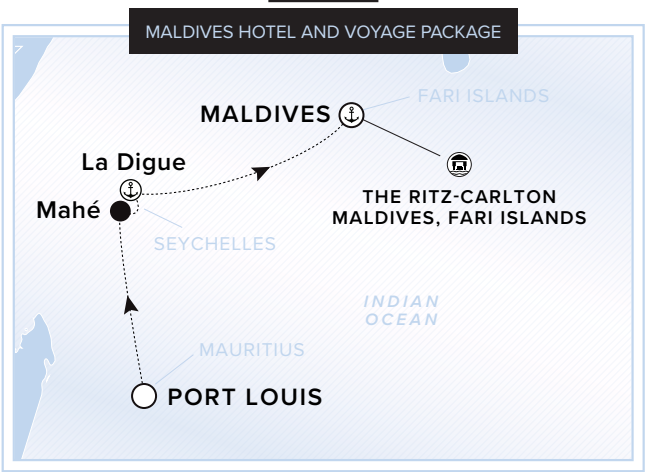 MALDIVES HOTEL AND VOYAGE PACKAGE
FARI ISLANDS
MALDIVES
La Digue
THE RITZ-CARLTON
MALDIVES, FARI ISLANDS
Mahé
SEYCHELLES
INDIAN
OCEAN
MAURITIUS
PORT LOUIS